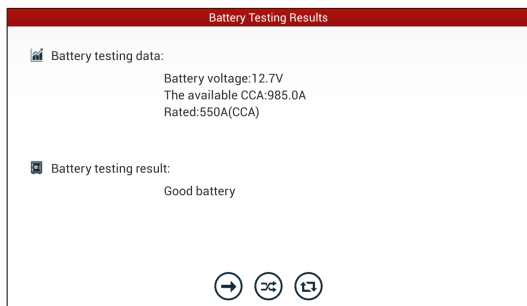 Battery Testing Results
Battery testing data:
Battery voltage:12.7V
The available CCA:985.0A
Rated:550A(CCA)
Battery testing result:
Good battery